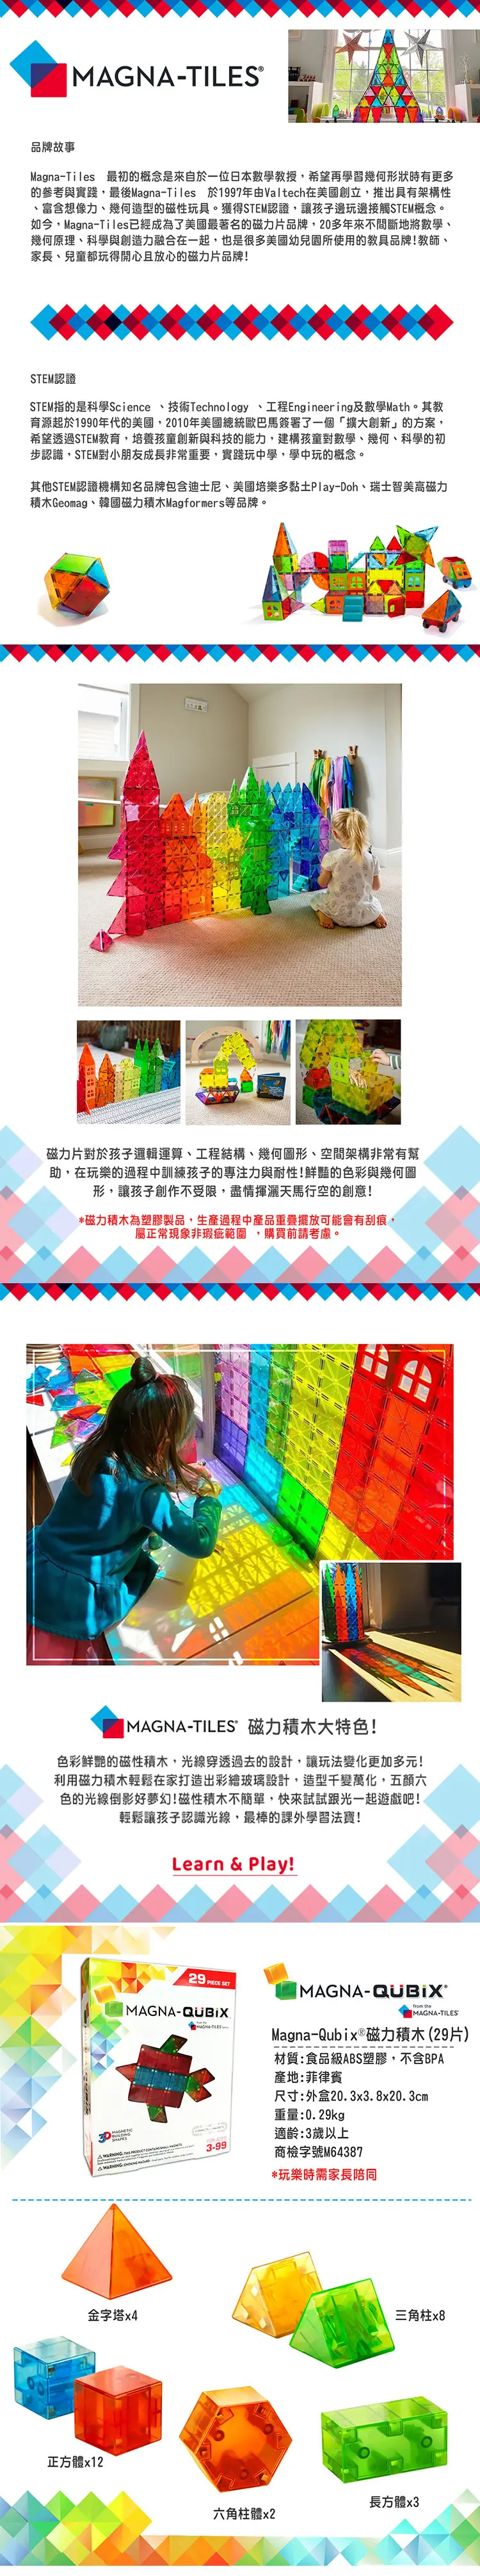 MAGNA-TILES®
品牌故事
Magna-Tiles 最初的概念是來自於一位日本數學教授，希望再學習幾何形狀時有更多
的參考與實踐，最後Magna-Tiles 於1997年由Valtech在美國創立，推出具有架構性
、富含想像力、幾何造型的磁性玩具。獲得STEM認證，讓孩子邊玩邊接觸STEM概念。
如今，Magna-Tiles已經成為了美國最著名的磁力片品牌，20多年來不間斷地將數學、
幾何原理、科學與創造力融合在一起，也是很多美國幼兒園所使用的教具品牌!教師、
家長、兒童都玩得開心且放心的磁力片品牌!
STEM認證
STEM指的是科學Science 、技術Technology 、工程Engineering及數學Math。其教
育源起於1990年代的美國，2010年美國總統歐巴馬簽署了一個「擴大創新」的方案，
希望透過STEM教育，培養孩童創新與科技的能力，建構孩童對數學、幾何、科學的初
步認識，STEM對小朋友成長非常重要，實踐玩中學，學中玩的概念。
其他STEM認證機構知名品牌包含迪士尼、美國培樂多黏土Play-Doh、瑞士智美高磁力
積木Geomag、韓國磁力積木Magformers等品牌。
磁力片對於孩子邏輯運算、工程結構、幾何圖形、空間架構非常有幫
助，在玩樂的過程中訓練孩子的專注力與耐性!鮮豔的色彩與幾何圖
形，讓孩子創作不受限，盡情揮灑天馬行空的創意!
*磁力積木為塑膠製品，生產過程中產品重疊擺放可能會有刮痕，
屬正常現象非瑕疵範圍 ，購買前請考慮。
MAGNA-TILES® 磁力積木大特色!
色彩鮮艷的磁性積木，光線穿透過去的設計，讓玩法變化更加多元!
利用磁力積木輕鬆在家打造出彩繪玻璃設計，造型千變萬化，五顏六
色的光線倒影好夢幻!磁性積木不簡單，快來試試跟光一起遊戲吧!
輕鬆讓孩子認識光線，最棒的課外學習法寶!
Learn & Play!
29 PIECE SET
MAGNA-QUBIX
from the
MAGNA-TILES
3D MAGNETIC
BUILDING
SHAPES
3-99
MAGNA-QUBIX®
from the
MAGNA-TILES®
Magna-Qubix®磁力積木(29片)
材質:食品級ABS塑膠，不含BPA
產地:菲律賓
尺寸:外盒20.3x3.8x20.3cm
重量:0.29kg
適齡:3歲以上
商檢字號M64387
*玩樂時需家長陪同
金字塔x4
三角柱x8
正方體x12
六角柱體x2
長方體x3